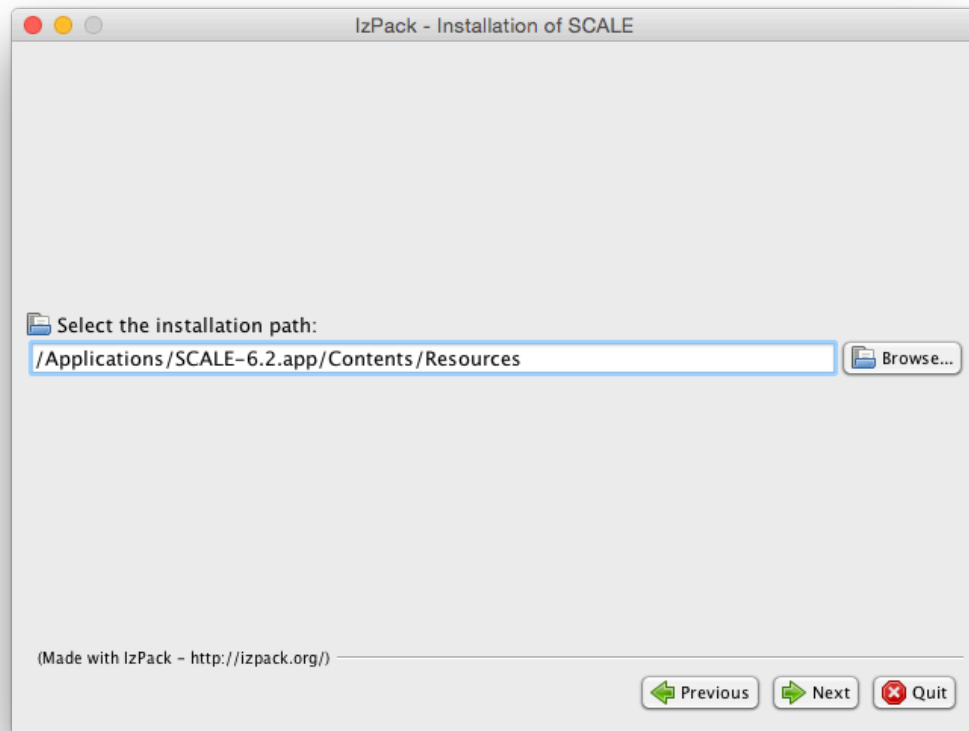 IzPack - Installation of SCALE
Select the installation path:
/Applications/SCALE-6.2.app/Contents/Resources
Browse...
(Made with IzPack - http://izpack.org/)
Previous
Next
Quit